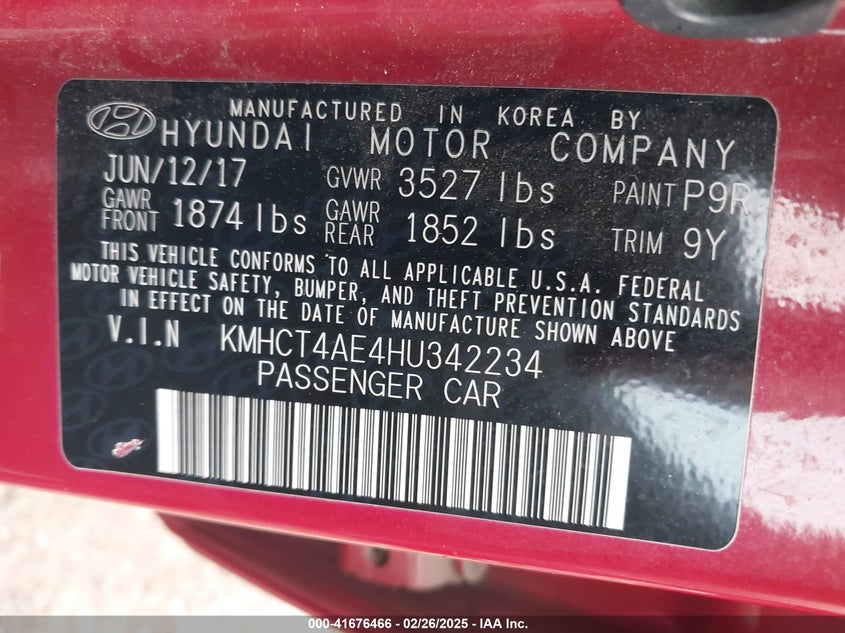 MANUFACTURED IN KOREA BY
HYUNDAI MOTOR COMPANY
JUN/12/17 GVWR 3527 lbs PAINT P9R
GAWR FRONT 1874 lbs GAWR REAR 1852 lbs TRIM 9Y
THIS VEHICLE CONFORMS TO ALL APPLICABLE U.S.A. FEDERAL
MOTOR VEHICLE SAFETY, BUMPER, AND THEFT PREVENTION STANDARDS
IN EFFECT ON THE DATE OF MANUFACTURE SHOWN ABOVE
V.I.N KMHCT4AE4HU342234
PASSENGER CAR
000-41676466 - 02/26/2025 - IAA Inc.